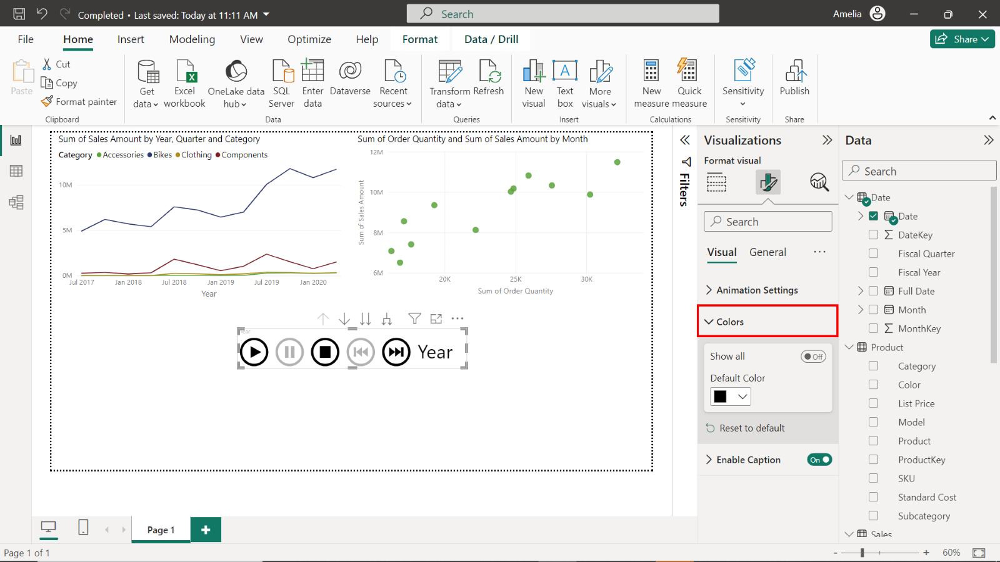 Completed • Last saved: Today at 11:11 AM
Search
Amelia
File Home Insert Modeling View Optimize Help Format Data / Drill
Share
Paste
Cut
Copy
Format painter
Clipboard
Get data
Excel workbook
OneLake data hub
SQL Server
Enter data
Dataverse
Recent sources
Data
Transform data
Refresh
Queries
New visual
Text box
More visuals
Insert
New measure
Quick measure
Calculations
Sensitivity
Sensitivity
Publish
Share
Sum of Sales Amount by Year, Quarter and Category
Category Accessories Bikes Clothing Components
10M
5M
0M
Jul 2017 Jan 2018 Jul 2018 Jan 2019 Jul 2019 Jan 2020
Year
Sum of Order Quantity and Sum of Sales Amount by Month
Sum of Sales Amount
12M
10M
8M
6M
20K 25K 30K
Sum of Order Quantity
Year
Year
Filters
Visualizations
Format visual
Search
Visual General
Animation Settings
Colors
Show all Off
Default Color
Reset to default
Enable Caption On
Data
Search
Date
Date
DateKey
Fiscal Quarter
Fiscal Year
Full Date
Month
MonthKey
Product
Category
Color
List Price
Model
Product
ProductKey
SKU
Standard Cost
Subcategory
Sales
Page 1
Page 1 of 1
- + 60%